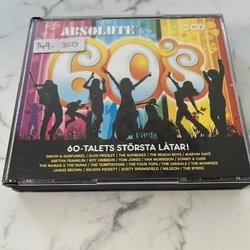 ABSOLUTE
149:- 3CD
60's
3CD
60-TALETS STÖRSTA LÅTAR!
SIMON & GARFUNKEL / ELVIS PRESLEY / THE SUPREMES / THE BEACH BOYS / MARVIN GAYE
ARETHA FRANKLIN / ROY ORBISON / TOM JONES / VAN MORRISON / SONNY & CHER
THE MAMAS & THE PAPAS / THE TEMPTATIONS / THE FOUR TOPS / THE ANIMALS / THE MONKEES
JAMES BROWN / WILSON PICKETT / DUSTY SPRINGFIELD / NILSSON / THE BYRDS